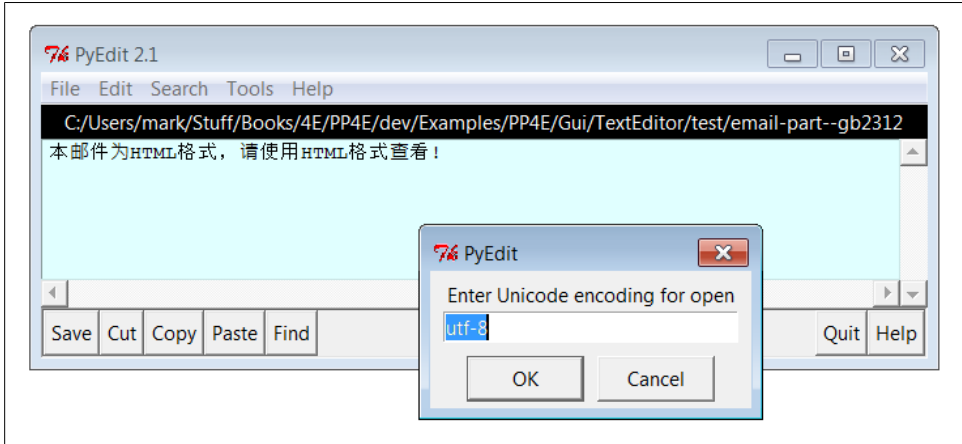 PyEdit 2.1
File Edit Search Tools Help
C:/Users/mark/Stuff/Books/4E/PP4E/dev/Examples/PP4E/Gui/TextEditor/test/email-part--gb2312
本邮件为HTML格式，请使用HTML格式查看!
PyEdit
Enter Unicode encoding for open
utf-8
OK Cancel
Save Cut Copy Paste Find Quit Help